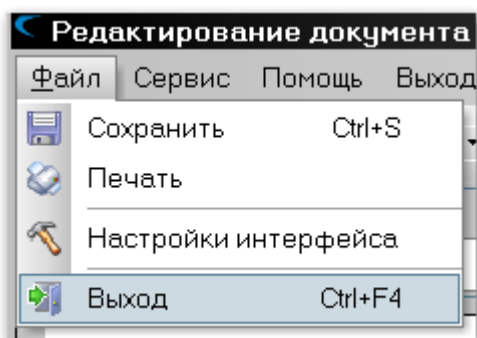 Редактирование документа
Файл Сервис Помощь Выход
Сохранить Ctrl+S
Печать
Настройки интерфейса
Выход Ctrl+F4